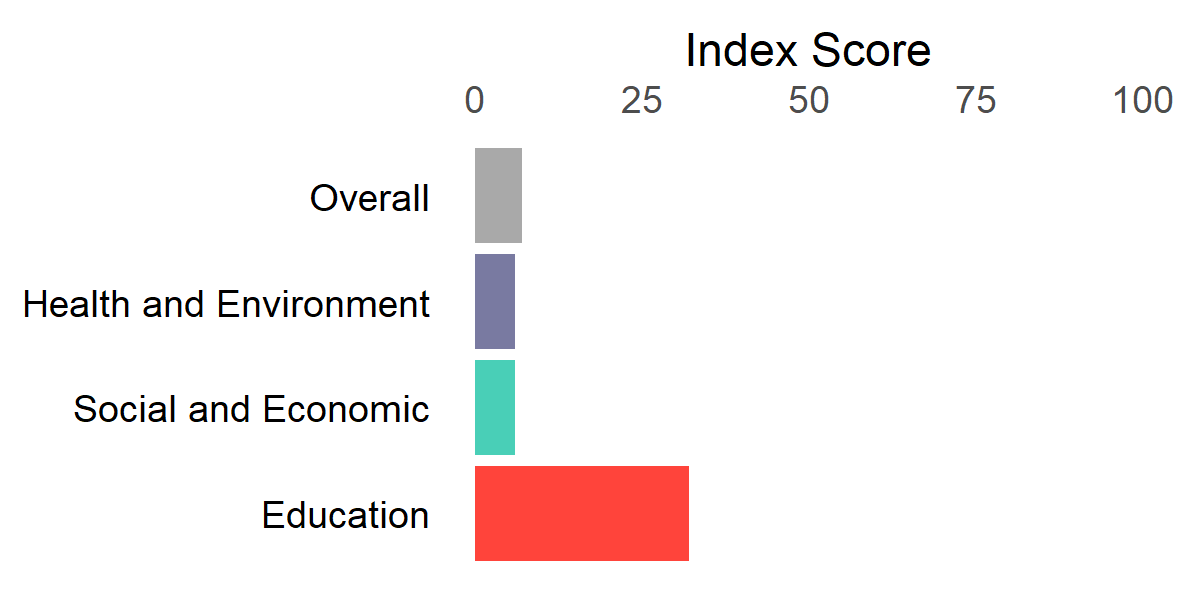 Index Score
0 25 50 75 100
Overall
Health and Environment
Social and Economic
Education